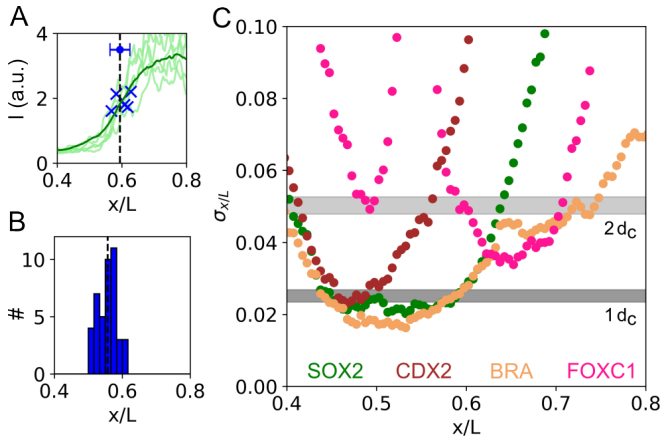 A
I (a.u.)
4
2
0
0.4 0.6 0.8
x/L
B
#
10
5
0
0.4 0.6 0.8
x/L
C
σx/L
0.10
0.08
0.06
0.04
0.02
0.00
2 dc
1 dc
SOX2 CDX2 BRA FOXC1
0.4 0.5 0.6 0.7 0.8
x/L